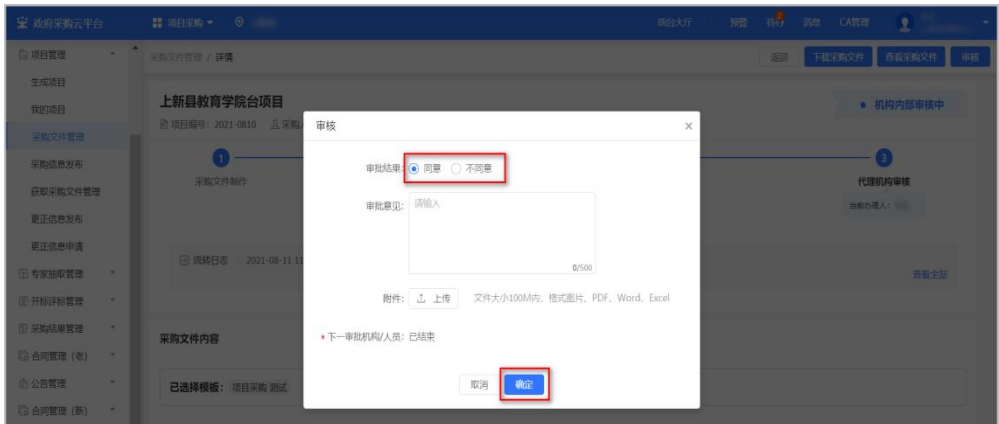 政府采购云平台
项目采购
前台大厅
预警
待办
消息
CA管理
项目管理
生成项目
我的项目
采购文件管理
采购信息发布
获取采购文件管理
更正信息发布
更正信息申请
专家抽取管理
开标评标管理
采购结果管理
合同管理（老）
公告管理
合同管理（新）
采购文件管理 / 详情
返回
下载采购文件
查看采购文件
审核
上新县教育学院台项目
机构内部审核中
项目编号：2021-0810
采购人
1
采购文件制作
3
代理机构审核
当前办理人：
流转日志
2021-08-11 11
查看全部
采购文件内容
已选择模板：项目采购 测试
审核
审批结果：
同意
不同意
审批意见：
请输入
0/500
附件：
上传
文件大小100M内，格式图片、PDF、Word、Excel
* 下一审批机构/人员：已结束
取消
确定